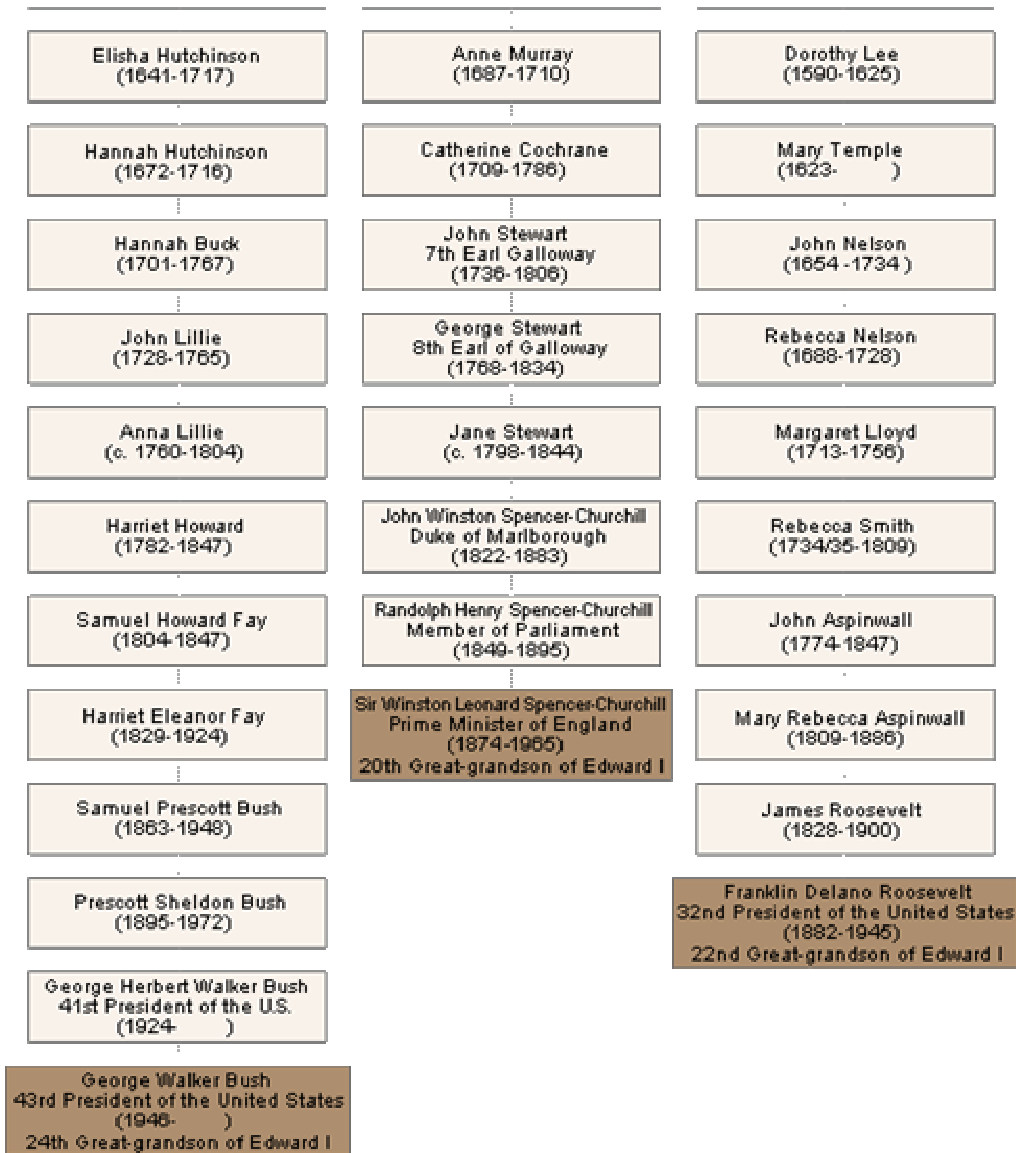 Elisha Hutchinson
(1641-1717)
Hannah Hutchinson
(1672-1716)
Hannah Buck
(1701-1767)
John Lillie
(1728-1765)
Anna Lillie
(c. 1760-1804)
Harriet Howard
(1782-1847)
Samuel Howard Fay
(1804-1847)
Harriet Eleanor Fay
(1829-1924)
Samuel Prescott Bush
(1863-1948)
Prescott Sheldon Bush
(1895-1972)
George Herbert Walker Bush
41st President of the U.S.
(1924- )
George Walker Bush
43rd President of the United States
(1946- )
24th Great-grandson of Edward I
Anne Murray
(1687-1710)
Catherine Cochrane
(1709-1786)
John Stewart
7th Earl Galloway
(1736-1806)
George Stewart
8th Earl of Galloway
(1768-1834)
Jane Stewart
(c. 1798-1844)
John Winston Spencer-Churchill
Duke of Marlborough
(1822-1883)
Randolph Henry Spencer-Churchill
Member of Parliament
(1849-1895)
Sir Winston Leonard Spencer-Churchill
Prime Minister of England
(1874-1965)
20th Great-grandson of Edward I
Dorothy Lee
(1590-1625)
Mary Temple
(1623- )
John Nelson
(1654 -1734 )
Rebecca Nelson
(1688-1728)
Margaret Lloyd
(1713-1756)
Rebecca Smith
(1734/35-1809)
John Aspinwall
(1774-1847)
Mary Rebecca Aspinwall
(1809-1886)
James Roosevelt
(1828-1900)
Franklin Delano Roosevelt
32nd President of the United States
(1882-1945)
22nd Great-grandson of Edward I